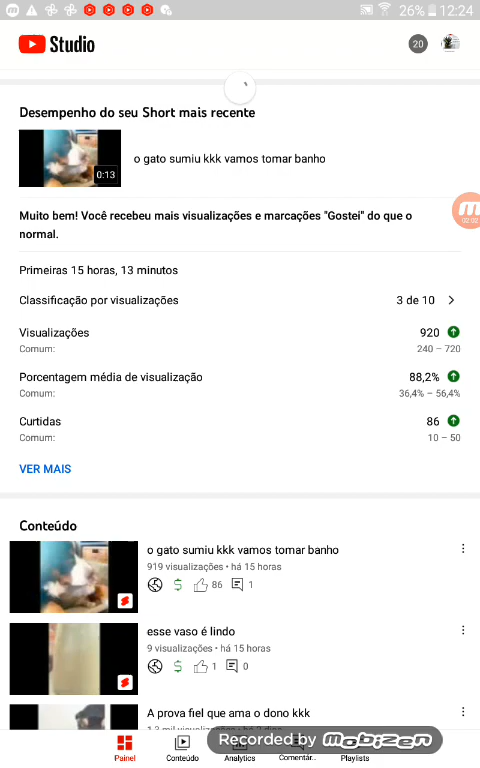 26% 12:24
Studio
20
Desempenho do seu Short mais recente
0:13
o gato sumiu kkk vamos tomar banho
Muito bem! Você recebeu mais visualizações e marcações "Gostei" do que o
normal.
02:02
Primeiras 15 horas, 13 minutos
Classificação por visualizações 3 de 10
Visualizações 920
Comum: 240 – 720
Porcentagem média de visualização 88,2%
Comum: 36,4% – 56,4%
Curtidas 86
Comum: 10 – 50
VER MAIS
Conteúdo
o gato sumiu kkk vamos tomar banho
919 visualizações • há 15 horas
86 1
esse vaso é lindo
9 visualizações • há 15 horas
1 0
A prova fiel que ama o dono kkk
Recorded by mobizen
Painel Conteúdo Analytics Comentár... Playlists